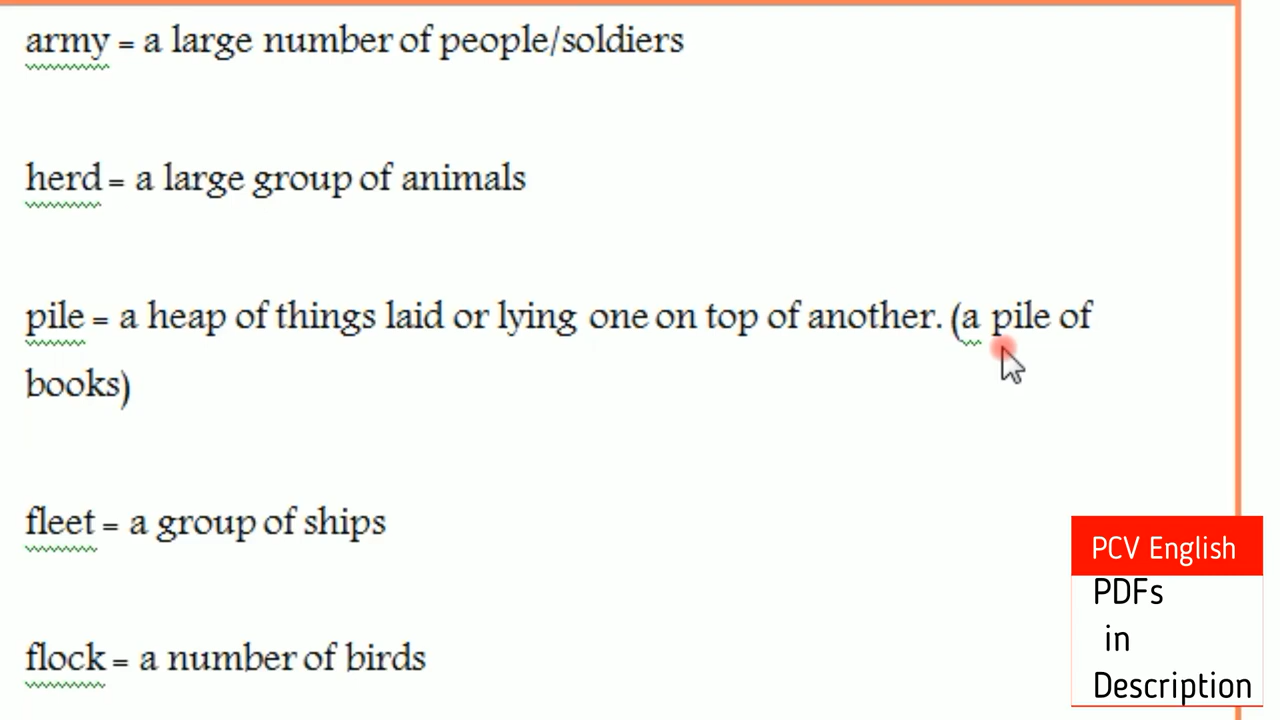 army = a large number of people/soldiers
herd = a large group of animals
pile = a heap of things laid or lying one on top of another. (a pile of
books)
fleet = a group of ships
flock = a number of birds
PCV English
PDFs
in
Description